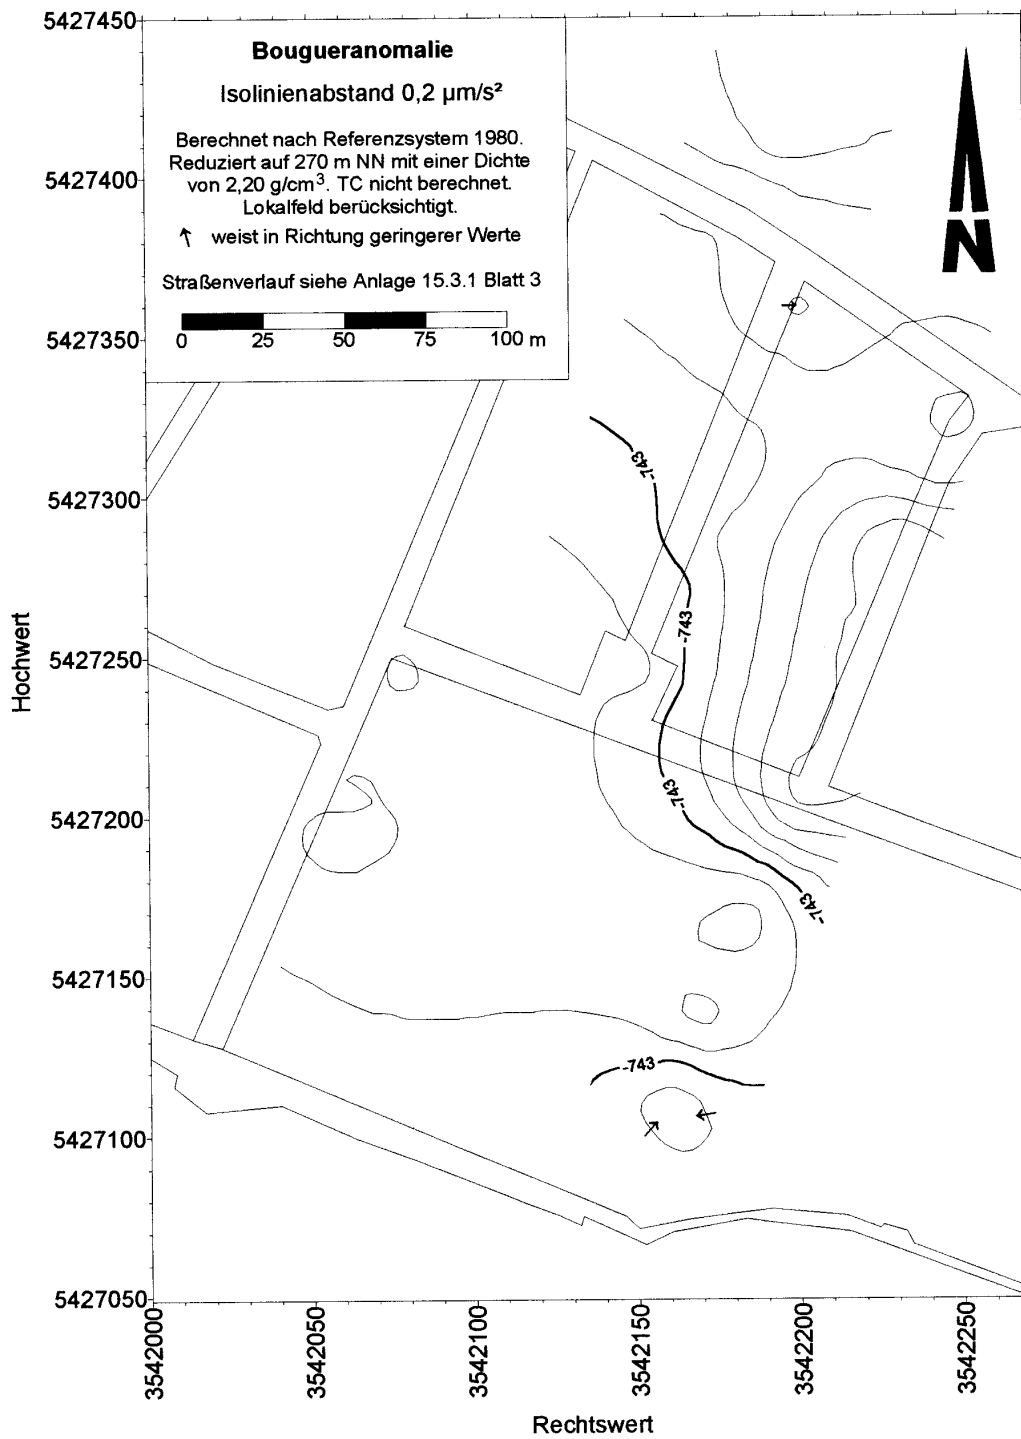 Bougueranomalie
Isolinienabstand 0,2 µm/s²
Berechnet nach Referenzsystem 1980.
Reduziert auf 270 m NN mit einer Dichte
von 2,20 g/cm³. TC nicht berechnet.
Lokalfeld berücksichtigt.
weist in Richtung geringerer Werte
Straßenverlauf siehe Anlage 15.3.1 Blatt 3
0 25 50 75 100 m
N
5427450
5427400
5427350
5427300
5427250
5427200
5427150
5427100
5427050
Hochwert
-743
-743
-743
-743
-743
3542000
3542050
3542100
3542150
3542200
3542250
Rechtswert